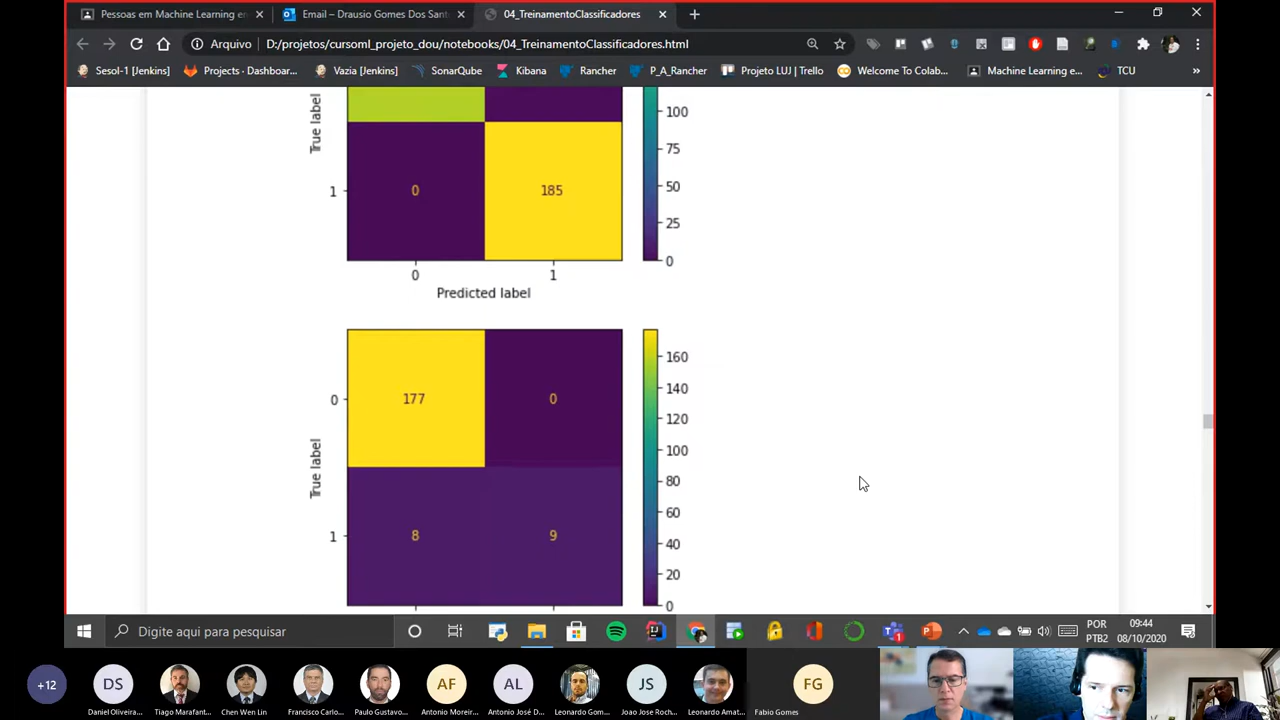 Pessoas em Machine Learning en
Email – Drausio Gomes Dos Sant
04_TreinamentoClassificadores
Arquivo
D:/projetos/cursoml_projeto_dou/notebooks/04_TreinamentoClassificadores.html
Sesol-1 [Jenkins]
Projects · Dashboar...
Vazia [Jenkins]
SonarQube
Kibana
Rancher
P_A_Rancher
Projeto LUJ | Trello
Welcome To Colab...
Machine Learning e...
TCU
»
True label
1
0
185
100
75
50
25
0
0
1
Predicted label
True label
0
177
0
1
8
9
160
140
120
100
80
60
40
20
0
Digite aqui para pesquisar
1
POR
PTB2
09:44
08/10/2020
+12
DS
AF
AL
JS
FG
Daniel Oliveira...
Tiago Marafant...
Chen Wen Lin
Francisco Carlo...
Paulo Gustavo...
Antonio Moreir...
Antonio José D...
Leonardo Gom...
Joao Jose Roch...
Leonardo Amat...
Fabio Gomes